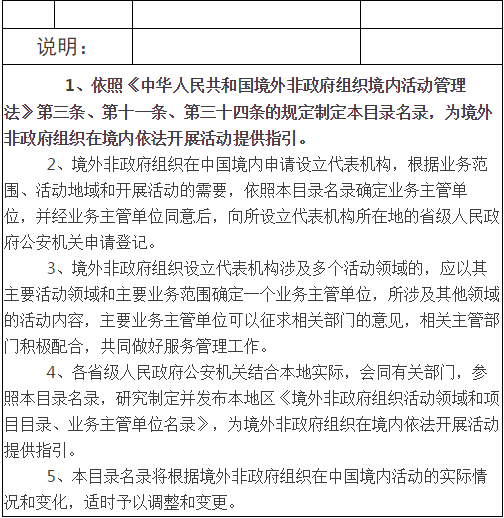 说明：
1、依照《中华人民共和国境外非政府组织境内活动管理
法》第三条、第十一条、第三十四条的规定制定本目录名录，为境外
非政府组织在境内依法开展活动提供指引。
2、境外非政府组织在中国境内申请设立代表机构，根据业务范
围、活动地域和开展活动的需要，依照本目录名录确定业务主管单
位，并经业务主管单位同意后，向所设立代表机构所在地的省级人民政
府公安机关申请登记。
3、境外非政府组织设立代表机构涉及多个活动领域的，应以其
主要活动领域和主要业务范围确定一个业务主管单位，所涉及其他领域
的活动内容，主要业务主管单位可以征求相关部门的意见，相关主管部
门积极配合，共同做好服务管理工作。
4、各省级人民政府公安机关结合本地实际，会同有关部门，参
照本目录名录，研究制定并发布本地区《境外非政府组织活动领域和项
目目录、业务主管单位名录》，为境外非政府组织在境内依法开展活动
提供指引。
5、本目录名录将根据境外非政府组织在中国境内活动的实际情
况和变化，适时予以调整和变更。